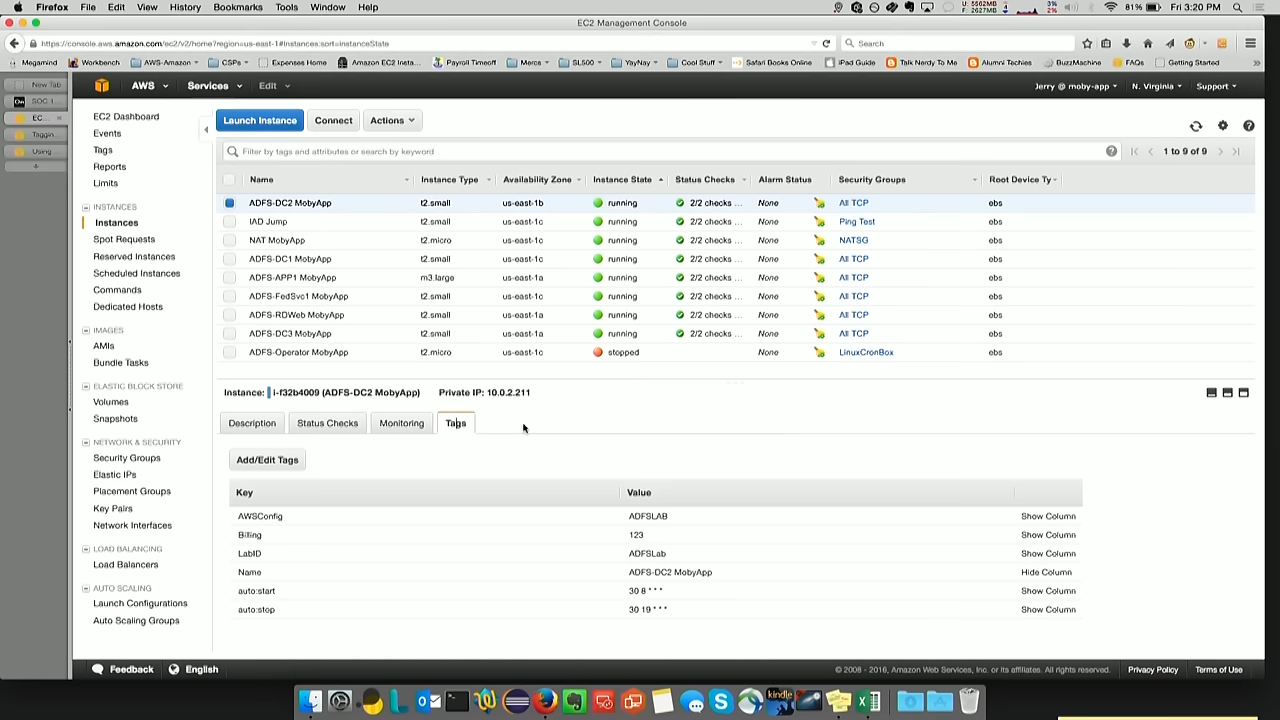 Firefox File Edit View History Bookmarks Tools Window Help
U: 5562MB
F: 2627MB
3%
2%
81% Fri 3:20 PM
EC2 Management Console
https://console.aws.amazon.com/ec2/v2/home?region=us-east-1#Instances:sort=instanceState
Search
Megamind Workbench AWS-Amazon CSPs Expenses Home Amazon EC2 Insta... Payroll Timeoff Merce SL500 YayNay Cool Stuff Safari Books Online iPad Guide Talk Nerdy To Me Alumni Techies BuzzMachine FAQs Getting Started
New Tab
SOC 1...
EC...
Taggin...
Using...
AWS Services Edit Jerry @ moby-app N. Virginia Support
EC2 Dashboard
Events
Tags
Reports
Limits
INSTANCES
Instances
Spot Requests
Reserved Instances
Scheduled Instances
Commands
Dedicated Hosts
IMAGES
AMIs
Bundle Tasks
ELASTIC BLOCK STORE
Volumes
Snapshots
NETWORK & SECURITY
Security Groups
Elastic IPs
Placement Groups
Key Pairs
Network Interfaces
LOAD BALANCING
Load Balancers
AUTO SCALING
Launch Configurations
Auto Scaling Groups
Launch Instance Connect Actions
Filter by tags and attributes or search by keyword
1 to 9 of 9
Name Instance Type Availability Zone Instance State Status Checks Alarm Status Security Groups Root Device Ty
ADFS-DC2 MobyApp t2.small us-east-1b running 2/2 checks ... None All TCP ebs
IAD Jump t2.small us-east-1c running 2/2 checks ... None Ping Test ebs
NAT MobyApp t2.micro us-east-1c running 2/2 checks ... None NATSG ebs
ADFS-DC1 MobyApp t2.small us-east-1c running 2/2 checks ... None All TCP ebs
ADFS-APP1 MobyApp m3.large us-east-1a running 2/2 checks ... None All TCP ebs
ADFS-FedSvc1 MobyApp t2.small us-east-1c running 2/2 checks ... None All TCP ebs
ADFS-RDWeb MobyApp t2.small us-east-1a running 2/2 checks ... None All TCP ebs
ADFS-DC3 MobyApp t2.small us-east-1a running 2/2 checks ... None All TCP ebs
ADFS-Operator MobyApp t2.micro us-east-1c stopped None LinuxCronBox ebs
Instance: i-f32b4009 (ADFS-DC2 MobyApp) Private IP: 10.0.2.211
Description Status Checks Monitoring Tags
Add/Edit Tags
Key Value
AWSConfig ADFSLAB Show Column
Billing 123 Show Column
LabID ADFSLab Show Column
Name ADFS-DC2 MobyApp Hide Column
auto:start 30 8 * * * Show Column
auto:stop 30 19 * * * Show Column
Feedback English © 2008 - 2016, Amazon Web Services, Inc. or its affiliates. All rights reserved. Privacy Policy Terms of Use
kindle